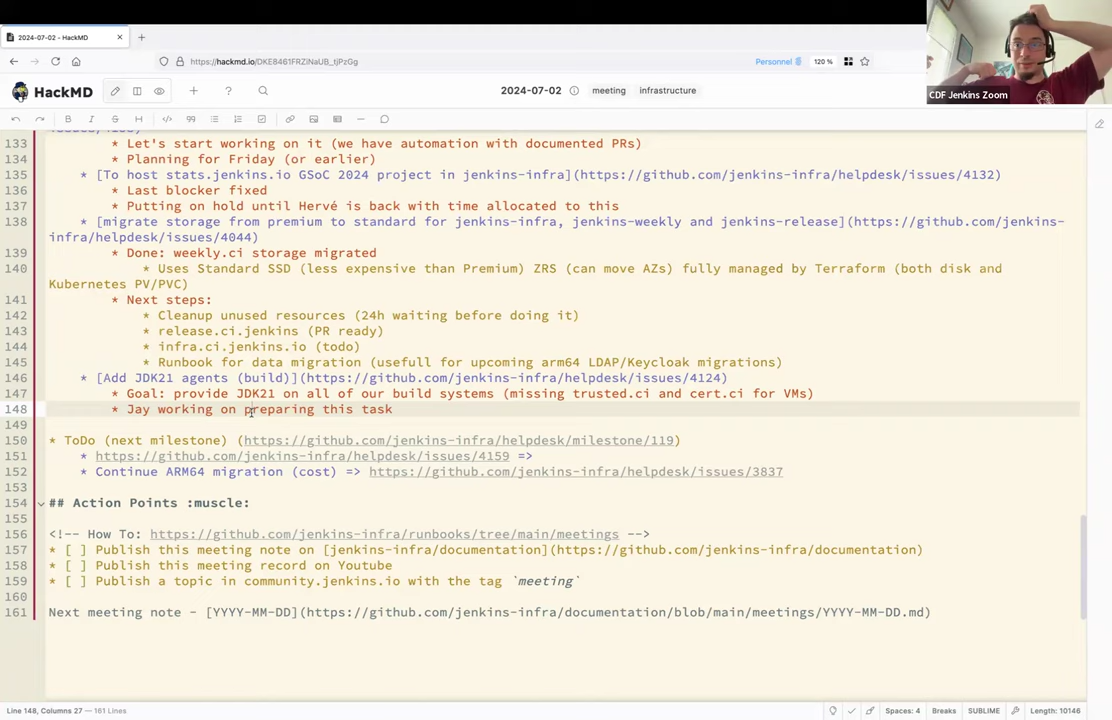 2024-07-02 - HackMD
https://hackmd.io/DKE8461FRZiNaUB_tjPzGg
Personnel
120 %
CDF Jenkins Zoom
HackMD
2024-07-02
meeting
infrastructure
133 * Let's start working on it (we have automation with documented PRs)
134 * Planning for Friday (or earlier)
135 * [To host stats.jenkins.io GSoC 2024 project in jenkins-infra](https://github.com/jenkins-infra/helpdesk/issues/4132)
136 * Last blocker fixed
137 * Putting on hold until Hervé is back with time allocated to this
138 * [migrate storage from premium to standard for jenkins-infra, jenkins-weekly and jenkins-release](https://github.com/jenkins-
infra/helpdesk/issues/4044)
139 * Done: weekly.ci storage migrated
140 * Uses Standard SSD (less expensive than Premium) ZRS (can move AZs) fully managed by Terraform (both disk and
Kubernetes PV/PVC)
141 * Next steps:
142 * Cleanup unused resources (24h waiting before doing it)
143 * release.ci.jenkins (PR ready)
144 * infra.ci.jenkins.io (todo)
145 * Runbook for data migration (usefull for upcoming arm64 LDAP/Keycloak migrations)
146 * [Add JDK21 agents (build)](https://github.com/jenkins-infra/helpdesk/issues/4124)
147 * Goal: provide JDK21 on all of our build systems (missing trusted.ci and cert.ci for VMs)
148 * Jay working on preparing this task
149
150 * ToDo (next milestone) (https://github.com/jenkins-infra/helpdesk/milestone/119)
151 * https://github.com/jenkins-infra/helpdesk/issues/4159 =>
152 * Continue ARM64 migration (cost) => https://github.com/jenkins-infra/helpdesk/issues/3837
153
154 ## Action Points :muscle:
155
156 <!-- How To: https://github.com/jenkins-infra/runbooks/tree/main/meetings -->
157 * [ ] Publish this meeting note on [jenkins-infra/documentation](https://github.com/jenkins-infra/documentation)
158 * [ ] Publish this meeting record on Youtube
159 * [ ] Publish a topic in community.jenkins.io with the tag `meeting`
160
161 Next meeting note - [YYYY-MM-DD](https://github.com/jenkins-infra/documentation/blob/main/meetings/YYYY-MM-DD.md)
Line 148, Columns 27 — 161 Lines
Spaces: 4
Breaks
SUBLIME
Length: 10146